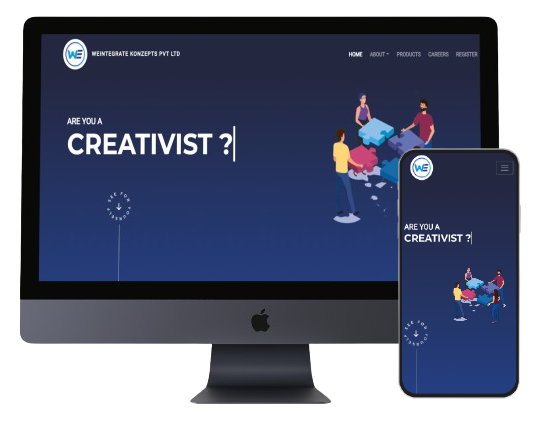 WE
WEINTEGRATE KONZEPTS PVT LTD
HOME ABOUT PRODUCTS CAREERS REGISTER
ARE YOU A
CREATIVIST ?
SEE FOR YOURSELF
WE
ARE YOU A
CREATIVIST ?
SEE FOR YOURSELF